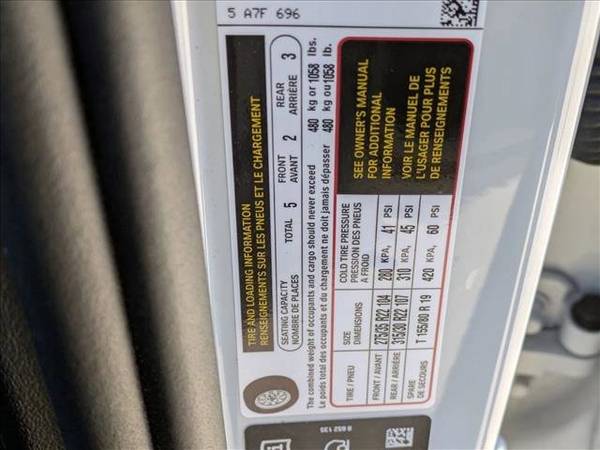 5 A7F 696
TIRE AND LOADING INFORMATION
RENSEIGNEMENTS SUR LES PNEUS ET LE CHARGEMENT
SEATING CAPACITY TOTAL 5 FRONT 2 REAR 3
NOMBRE DE PLACES AVANT ARRIÈRE
The combined weight of occupants and cargo should never exceed 480 kg or 1058 lbs.
Le poids total des occupants et du chargement ne doit jamais dépasser 480 kg ou 1058 lb.
TIRE / PNEU SIZE DIMENSIONS COLD TIRE PRESSURE PRESSION DES PNEUS A FROID
FRONT / AVANT 275/35 R22 104 280 KPA, 41 PSI
REAR / ARRIÈRE 315/30 R22 107 310 KPA, 45 PSI
SPARE DE SECOURS T 155/80 R 19 420 KPA, 60 PSI
SEE OWNER'S MANUAL
FOR ADDITIONAL
INFORMATION
VOIR LE MANUEL DE
L'USAGER POUR PLUS
DE RENSEIGNEMENTS